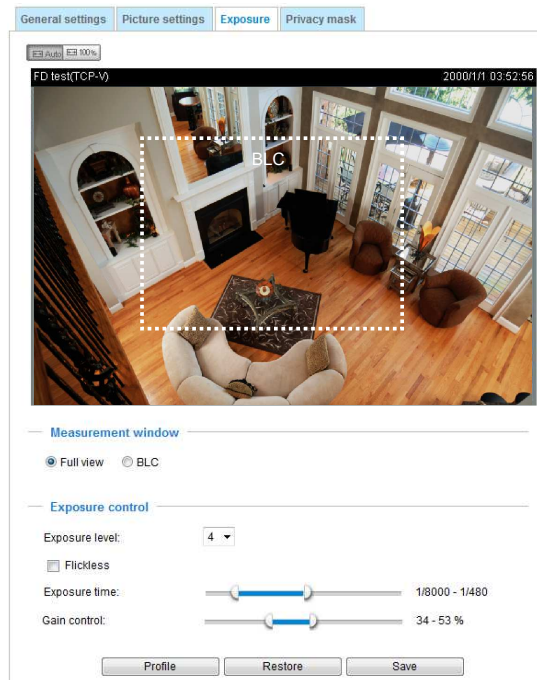 General settings Picture settings Exposure Privacy mask
Auto 100%
FD test(TCP-V) 2000/1/1 03:52:56
BLC
Measurement window
Full view BLC
Exposure control
Exposure level: 4
Flickless
Exposure time: 1/8000 - 1/480
Gain control: 34 - 53 %
Profile Restore Save